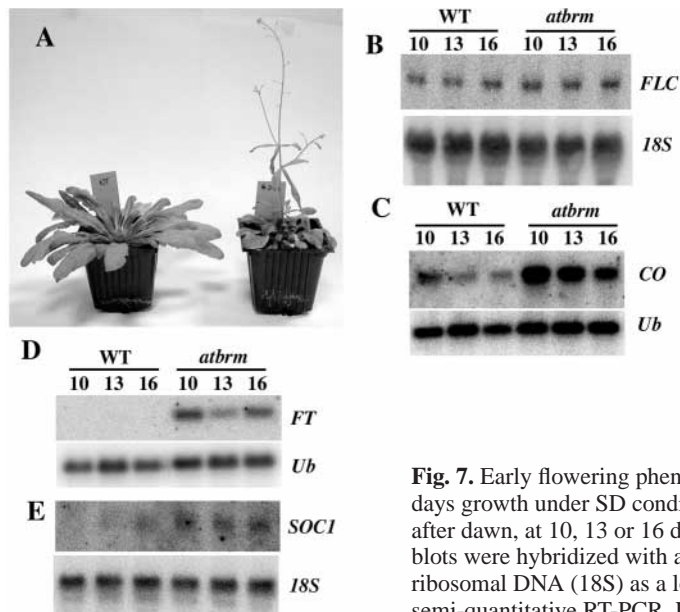 A
B
WT
atbrm
10 13 16 10 13 16
FLC
18S
C
WT
atbrm
10 13 16 10 13 16
CO
Ub
D
WT
atbrm
10 13 16 10 13 16
FT
Ub
E
SOC1
18S
Fig. 7. Early flowering phen
days growth under SD condi
after dawn, at 10, 13 or 16 d
blots were hybridized with a
ribosomal DNA (18S) as a l
semi-quantitative RT-PCR.